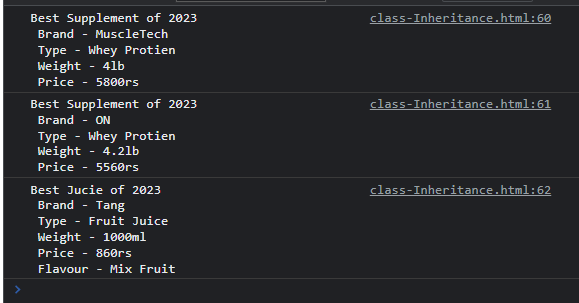 Best Supplement of 2023 class-Inheritance.html:60
Brand - MuscleTech
Type - Whey Protien
Weight - 4lb
Price - 5800rs
Best Supplement of 2023 class-Inheritance.html:61
Brand - ON
Type - Whey Protien
Weight - 4.2lb
Price - 5560rs
Best Jucie of 2023 class-Inheritance.html:62
Brand - Tang
Type - Fruit Juice
Weight - 1000ml
Price - 860rs
Flavour - Mix Fruit
>